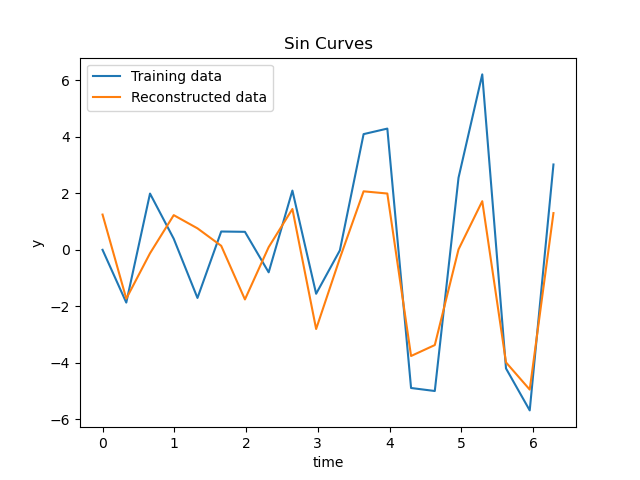 Sin Curves
Training data
Reconstructed data
y
6
4
2
0
−2
−4
−6
0 1 2 3 4 5 6
time